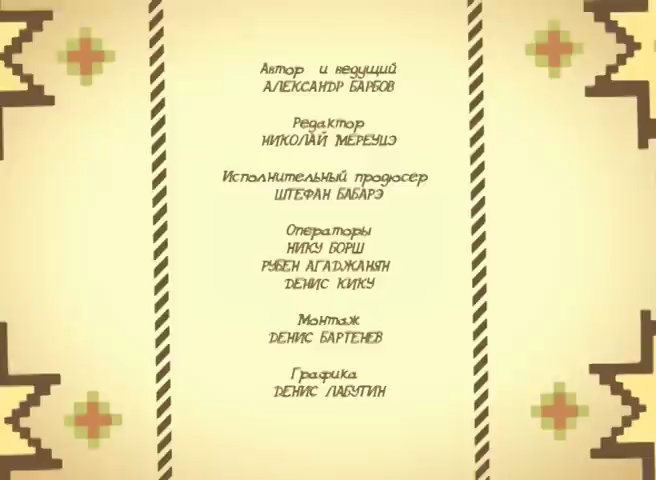 Автор и ведущий
АЛЕКСАНДР БАРБОВ
Редактор
НИКОЛАЙ МЕРЕУЦЭ
Исполнительный продюсер
ШТЕФАН БАБАРЭ
Операторы
НИКУ БОРШ
РУБЕН АГАДЖАНЯН
ДЕНИС КИКУ
Монтаж
ДЕНИС БАРТЕНЕВ
Графика
ДЕНИС ЛАБУТИН